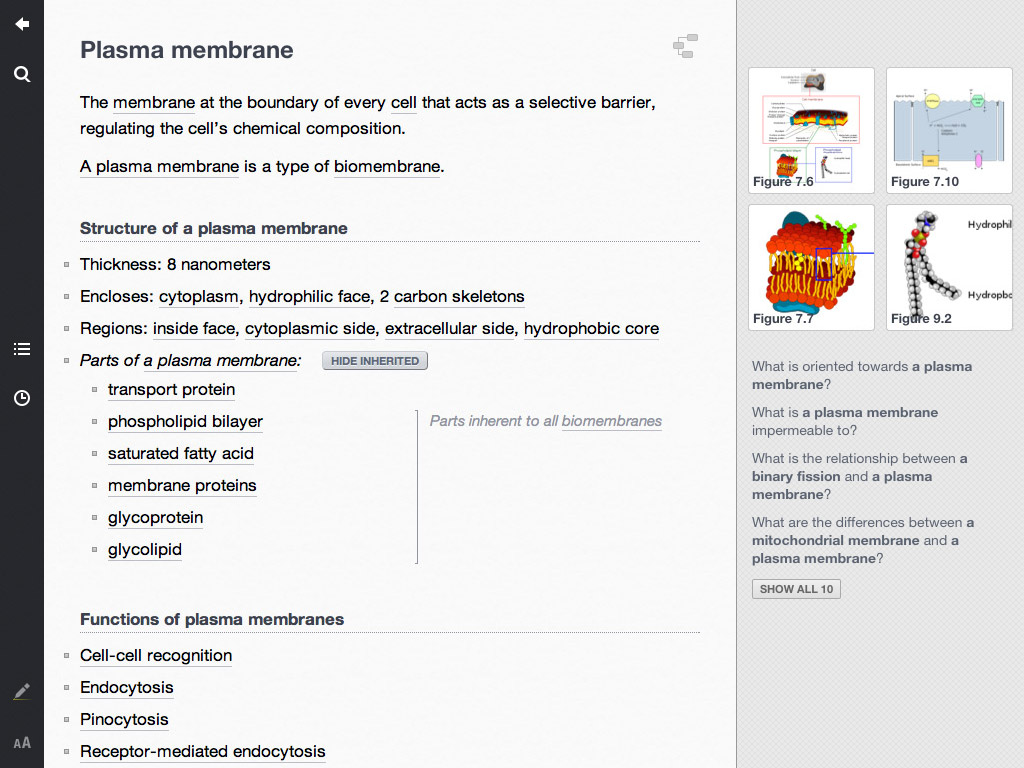 Plasma membrane
The membrane at the boundary of every cell that acts as a selective barrier,
regulating the cell’s chemical composition.
A plasma membrane is a type of biomembrane.
Structure of a plasma membrane
Thickness: 8 nanometers
Encloses: cytoplasm, hydrophilic face, 2 carbon skeletons
Regions: inside face, cytoplasmic side, extracellular side, hydrophobic core
Parts of a plasma membrane: HIDE INHERITED
transport protein
phospholipid bilayer
Parts inherent to all biomembranes
saturated fatty acid
membrane proteins
glycoprotein
glycolipid
Functions of plasma membranes
Cell-cell recognition
Endocytosis
Pinocytosis
Receptor-mediated endocytosis
AA
Figure 7.6
Figure 7.10
Figure 7.7
Hydrophil
Hydrophob
Figure 9.2
What is oriented towards a plasma
membrane?
What is a plasma membrane
impermeable to?
What is the relationship between a
binary fission and a plasma
membrane?
What are the differences between a
mitochondrial membrane and a
plasma membrane?
SHOW ALL 10